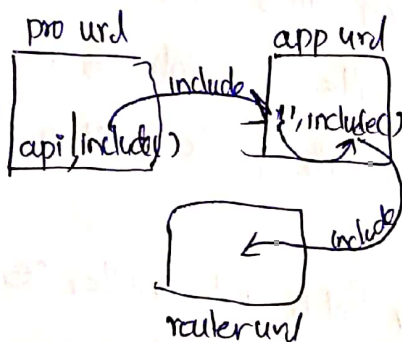 pro url
app url
include
api/include()
'', include()
include
router url